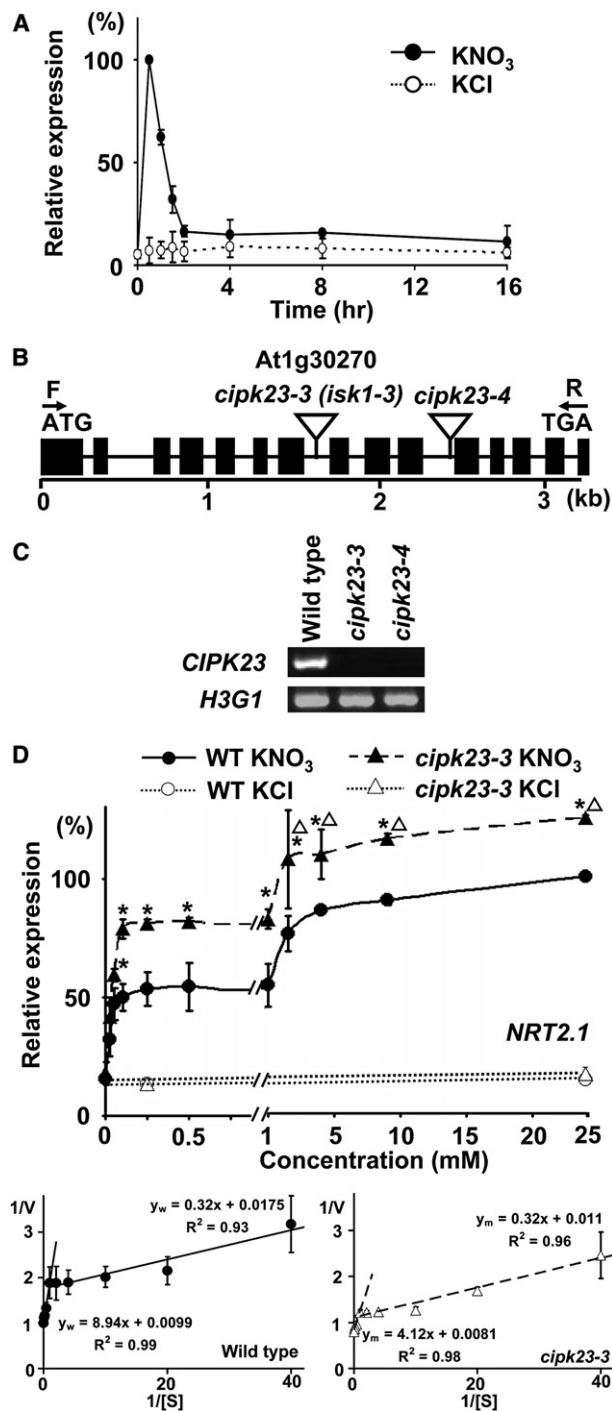 A
(%)
100
50
0
Relative expression
KNO₃
KCl
0 4 8 12 16
Time (hr)
B
At1g30270
F
cipk23-3 (isk1-3) cipk23-4
R
ATG
TGA
0 1 2 3 (kb)
C
Wild type
cipk23-3
cipk23-4
CIPK23
H3G1
D
WT KNO₃
cipk23-3 KNO₃
WT KCl
cipk23-3 KCl
(%)
100
50
0
Relative expression
* * * * * * * * *
NRT2.1
0 0.5 1 5 10 15 20 25
Concentration (mM)
1/V
3
2
1
0
yw = 0.32x + 0.0175
R² = 0.93
yw = 8.94x + 0.0099
R² = 0.99
Wild type
0 20 40
1/[S]
1/V
3
2
1
0
ym = 0.32x + 0.011
R² = 0.96
ym = 4.12x + 0.0081
R² = 0.98
cipk23-3
0 20 40
1/[S]